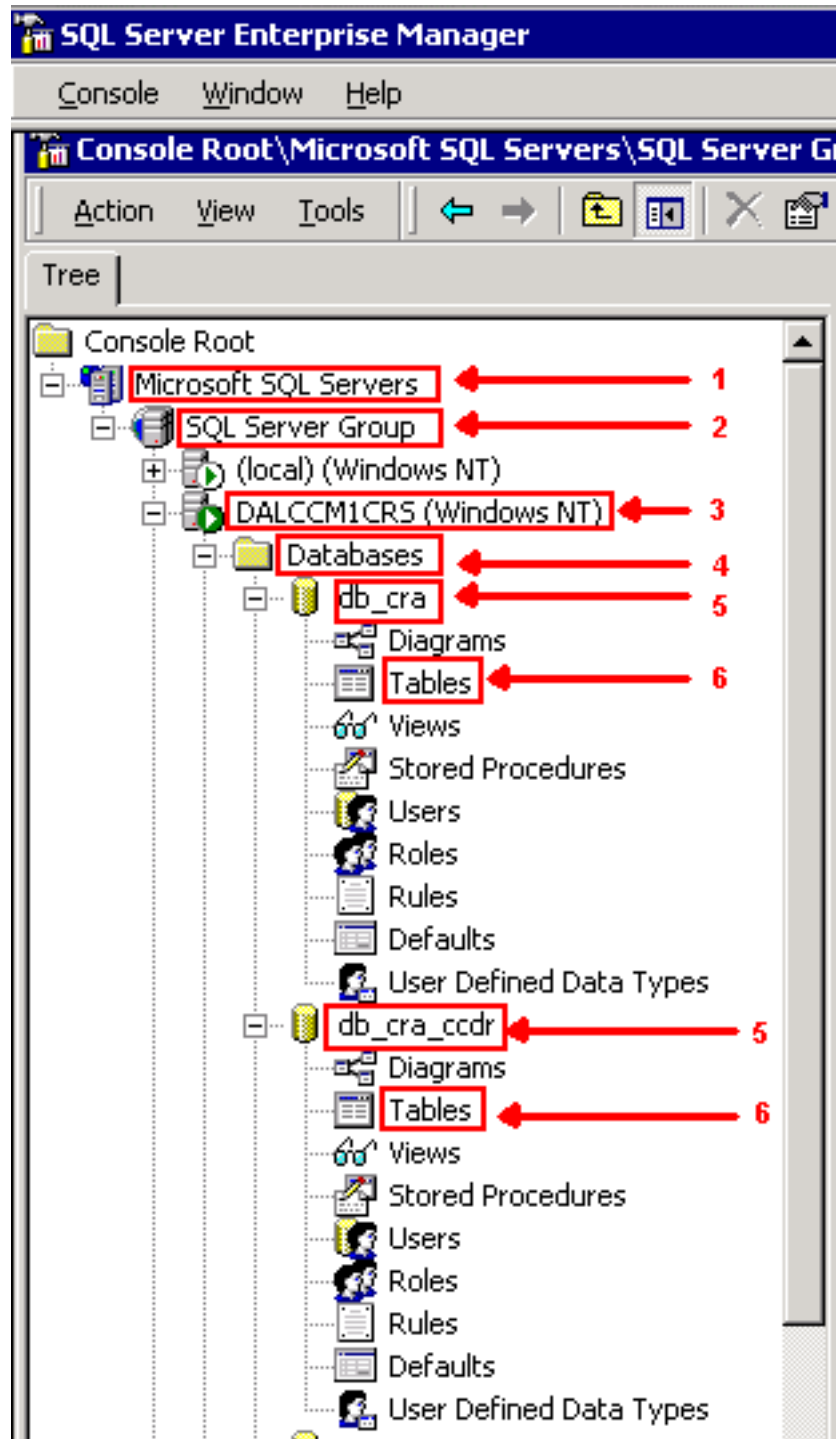 SQL Server Enterprise Manager
Console Window Help
Console Root\Microsoft SQL Servers\SQL Server G
Action View Tools
Tree
Console Root
Microsoft SQL Servers 1
SQL Server Group 2
(local) (Windows NT)
DALCCM1CRS (Windows NT) 3
Databases 4
db_cra 5
Diagrams
Tables 6
Views
Stored Procedures
Users
Roles
Rules
Defaults
User Defined Data Types
db_cra_ccdr 5
Diagrams
Tables 6
Views
Stored Procedures
Users
Roles
Rules
Defaults
User Defined Data Types